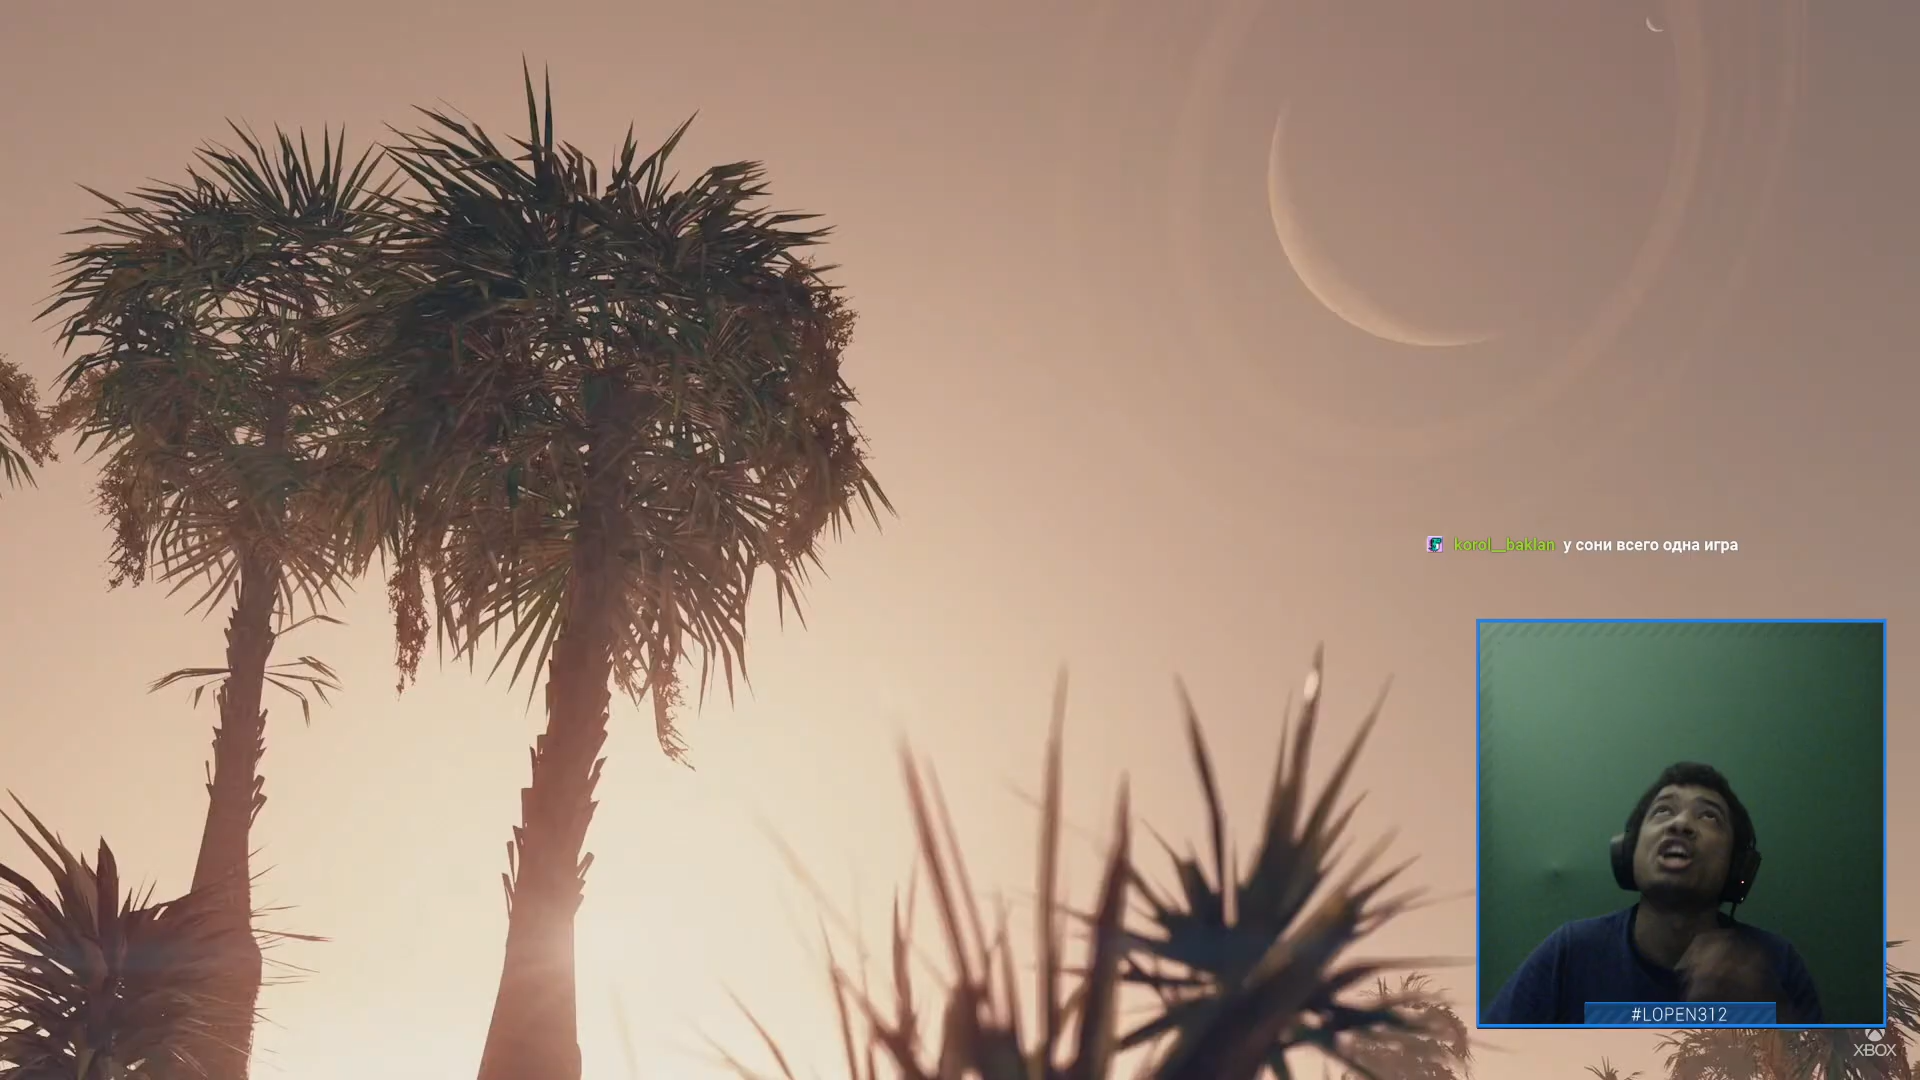 korol__baklan у сони всего одна игра
#LOPEN312
XBOX